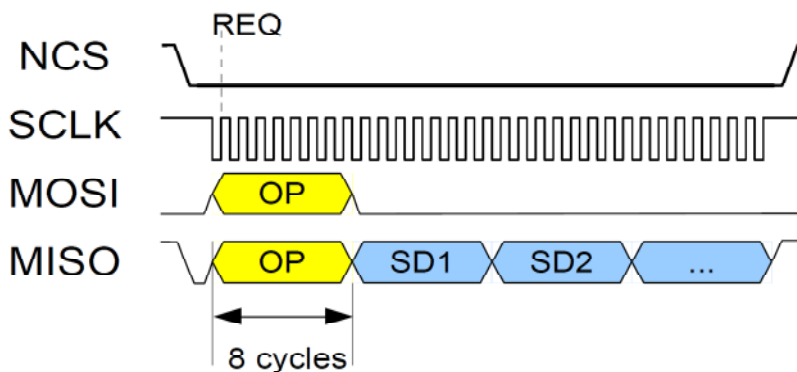 REQ
NCS
SCLK
MOSI OP
MISO OP SD1 SD2 ...
8 cycles